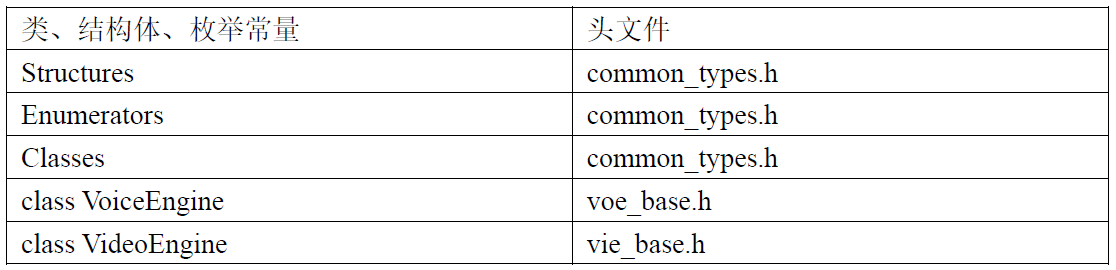 类、结构体、枚举常量 头文件
Structures common_types.h
Enumerators common_types.h
Classes common_types.h
class VoiceEngine voe_base.h
class VideoEngine vie_base.h